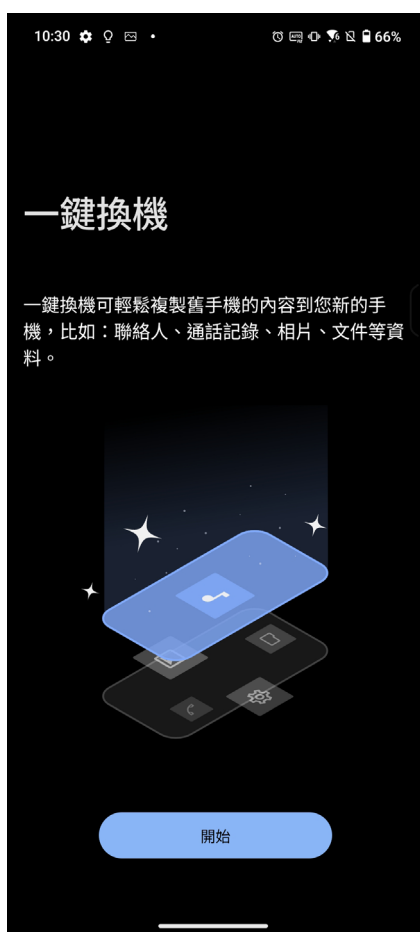 10:30
66%
一鍵換機
一鍵換機可輕鬆複製舊手機的內容到您新的手
機，比如：聯絡人、通話記錄、相片、文件等資
料。
開始